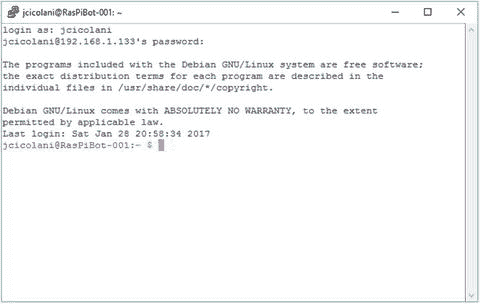 jcicolani@RasPiBot-001: ~
login as: jcicolani
jcicolani@192.168.1.133's password:
The programs included with the Debian GNU/Linux system are free software;
the exact distribution terms for each program are described in the
individual files in /usr/share/doc/*/copyright.
Debian GNU/Linux comes with ABSOLUTELY NO WARRANTY, to the extent
permitted by applicable law.
Last login: Sat Jan 28 20:58:34 2017
jcicolani@RasPiBot-001:~ $